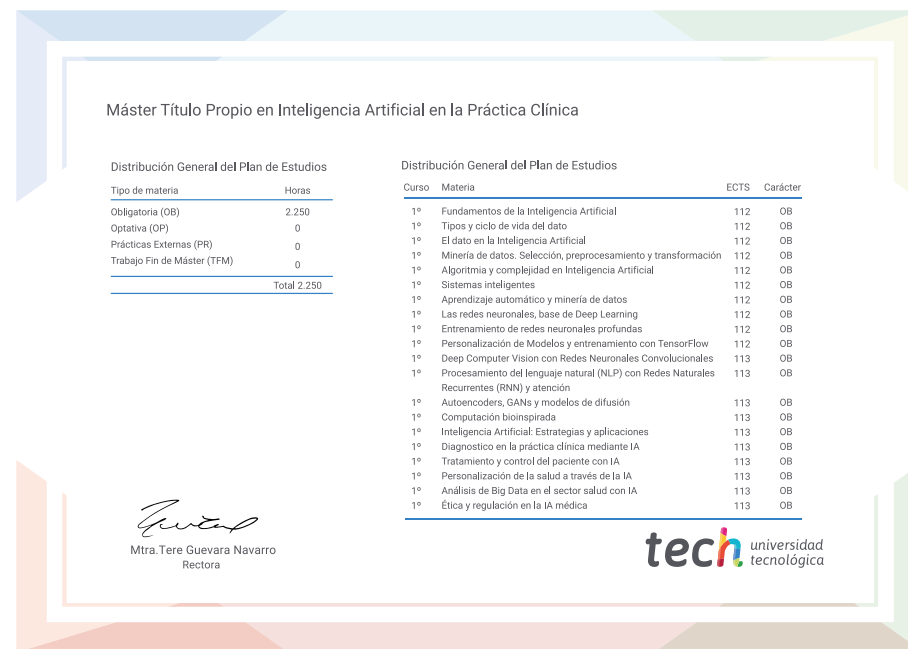 Máster Título Propio en Inteligencia Artificial en la Práctica Clínica
Distribución General del Plan de Estudios
Tipo de materia Horas
Obligatoria (OB) 2.250
Optativa (OP) 0
Prácticas Externas (PR) 0
Trabajo Fin de Máster (TFM) 0
Total 2.250
Distribución General del Plan de Estudios
Curso Materia ECTS Carácter
1º Fundamentos de la Inteligencia Artificial 112 OB
1º Tipos y ciclo de vida del dato 112 OB
1º El dato en la Inteligencia Artificial 112 OB
1º Minería de datos. Selección, preprocesamiento y transformación 112 OB
1º Algoritmia y complejidad en Inteligencia Artificial 112 OB
1º Sistemas inteligentes 112 OB
1º Aprendizaje automático y minería de datos 112 OB
1º Las redes neuronales, base de Deep Learning 112 OB
1º Entrenamiento de redes neuronales profundas 112 OB
1º Personalización de Modelos y entrenamiento con TensorFlow 112 OB
1º Deep Computer Vision con Redes Neuronales Convolucionales 113 OB
1º Procesamiento del lenguaje natural (NLP) con Redes Naturales 113 OB
Recurrentes (RNN) y atención
1º Autoencoders, GANs y modelos de difusión 113 OB
1º Computación bioinspirada 113 OB
1º Inteligencia Artificial: Estrategias y aplicaciones 113 OB
1º Diagnostico en la práctica clínica mediante IA 113 OB
1º Tratamiento y control del paciente con IA 113 OB
1º Personalización de la salud a través de la IA 113 OB
1º Análisis de Big Data en el sector salud con IA 113 OB
1º Ética y regulación en la IA médica 113 OB
Mtra.Tere Guevara Navarro
Rectora
tech universidad
tecnológica